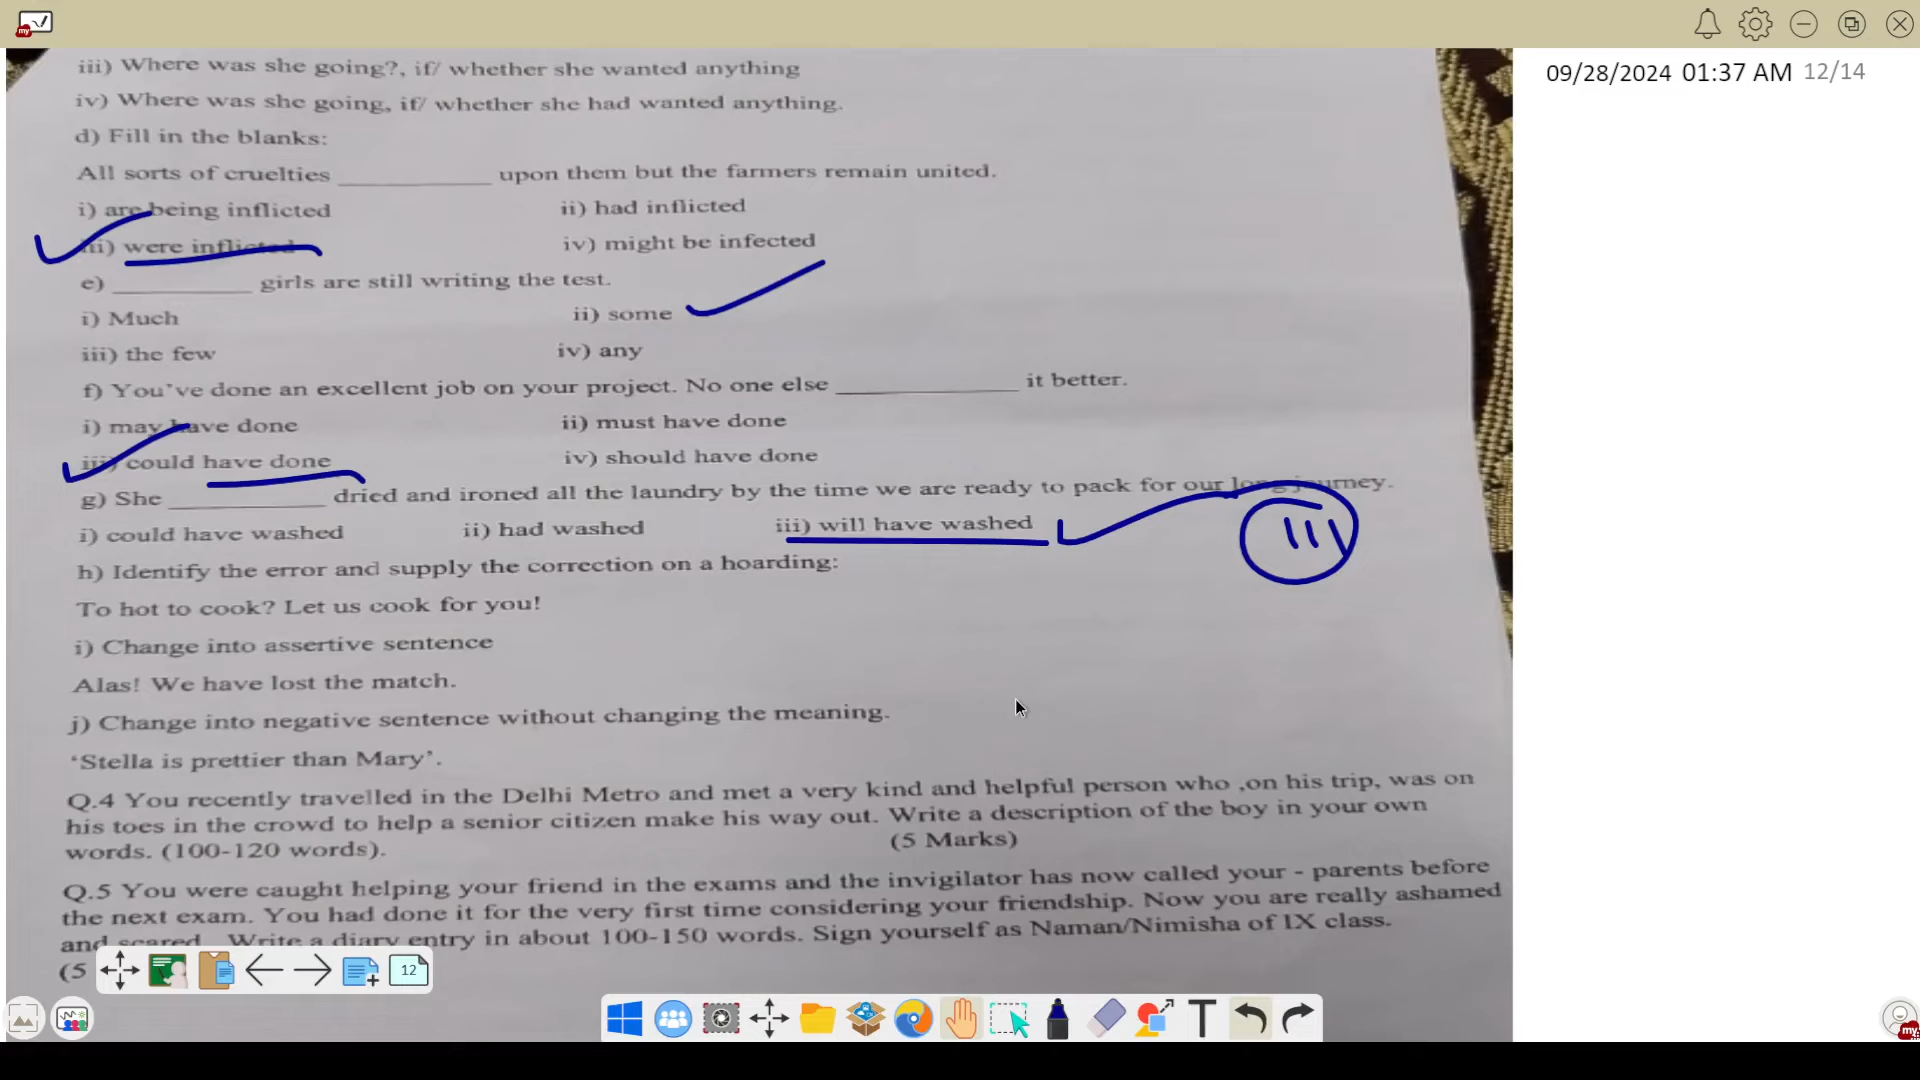 09/28/2024 01:37 AM 12/14
iii) Where was she going?, if/ whether she wanted anything
iv) Where was she going, if/ whether she had wanted anything.
d) Fill in the blanks:
All sorts of cruelties __________ upon them but the farmers remain united.
i) are being inflicted ii) had inflicted
iii) were inflicted iv) might be infected
e) __________ girls are still writing the test.
i) Much ii) some
iii) the few iv) any
f) You've done an excellent job on your project. No one else __________ it better.
i) may have done ii) must have done
iii) could have done iv) should have done
g) She __________ dried and ironed all the laundry by the time we are ready to pack for our long journey.
i) could have washed ii) had washed iii) will have washed
III
h) Identify the error and supply the correction on a hoarding:
To hot to cook? Let us cook for you!
i) Change into assertive sentence
Alas! We have lost the match.
j) Change into negative sentence without changing the meaning.
‘Stella is prettier than Mary’.
Q.4 You recently travelled in the Delhi Metro and met a very kind and helpful person who ,on his trip, was on
his toes in the crowd to help a senior citizen make his way out. Write a description of the boy in your own
words. (100-120 words). (5 Marks)
Q.5 You were caught helping your friend in the exams and the invigilator has now called your - parents before
the next exam. You had done it for the very first time considering your friendship. Now you are really ashamed
and scared. Write a diary entry in about 100-150 words. Sign yourself as Naman/Nimisha of IX class.
(5
12
T
my
my